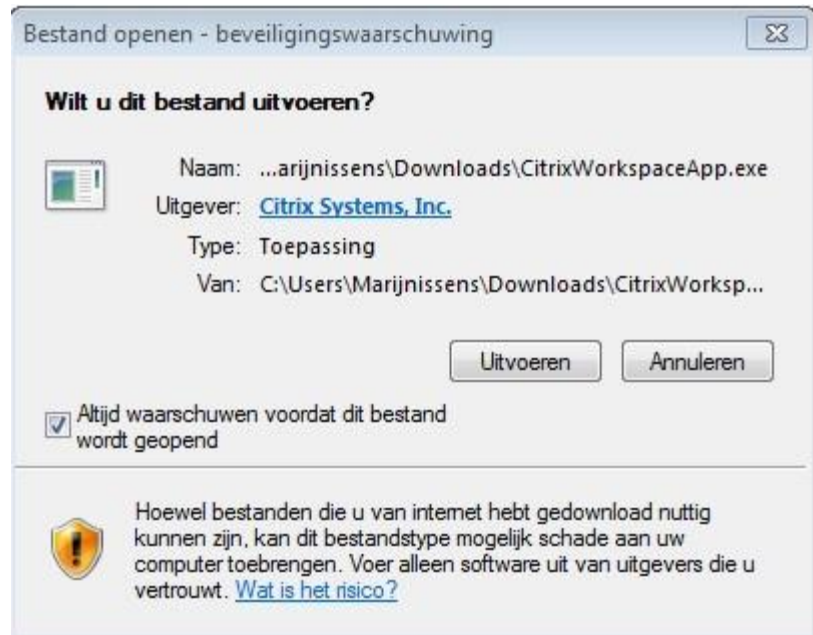 Bestand openen - beveiligingswaarschuwing
Wilt u dit bestand uitvoeren?
Naam: ...arijnissens\Downloads\CitrixWorkspaceApp.exe
Uitgever: Citrix Systems, Inc.
Type: Toepassing
Van: C:\Users\Marijnissens\Downloads\CitrixWorksp...
Uitvoeren Annuleren
Altijd waarschuwen voordat dit bestand
wordt geopend
Hoewel bestanden die u van internet hebt gedownload nuttig
kunnen zijn, kan dit bestandstype mogelijk schade aan uw
computer toebrengen. Voer alleen software uit van uitgevers die u
vertrouwt. Wat is het risico?